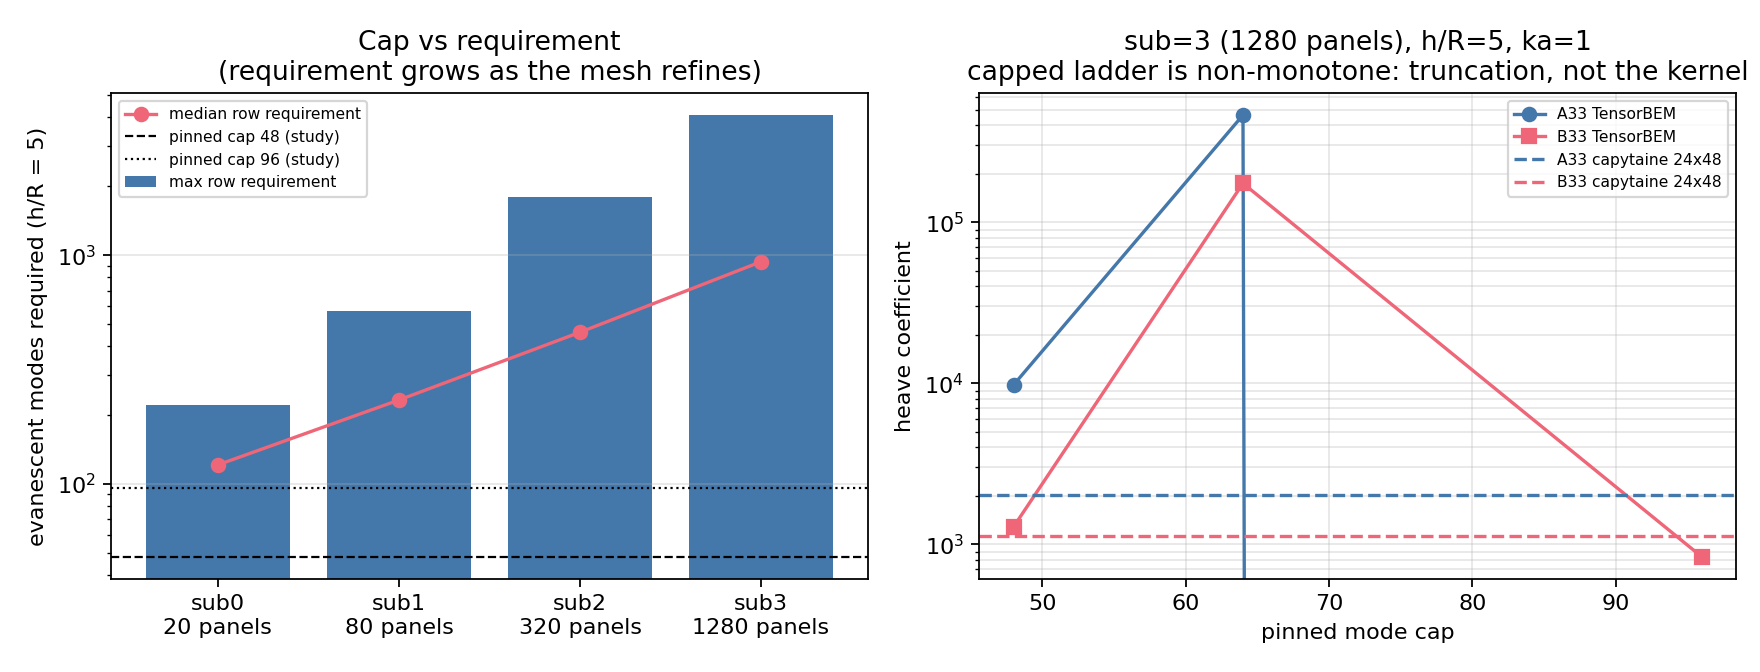 Cap vs requirement
(requirement grows as the mesh refines)
evanescent modes required (h/R = 5)
median row requirement
pinned cap 48 (study)
pinned cap 96 (study)
max row requirement
10³
10²
sub0
20 panels
sub1
80 panels
sub2
320 panels
sub3
1280 panels
sub=3 (1280 panels), h/R=5, ka=1
capped ladder is non-monotone: truncation, not the kernel
heave coefficient
A33 TensorBEM
B33 TensorBEM
A33 capytaine 24x48
B33 capytaine 24x48
10⁵
10⁴
10³
50 60 70 80 90
pinned mode cap